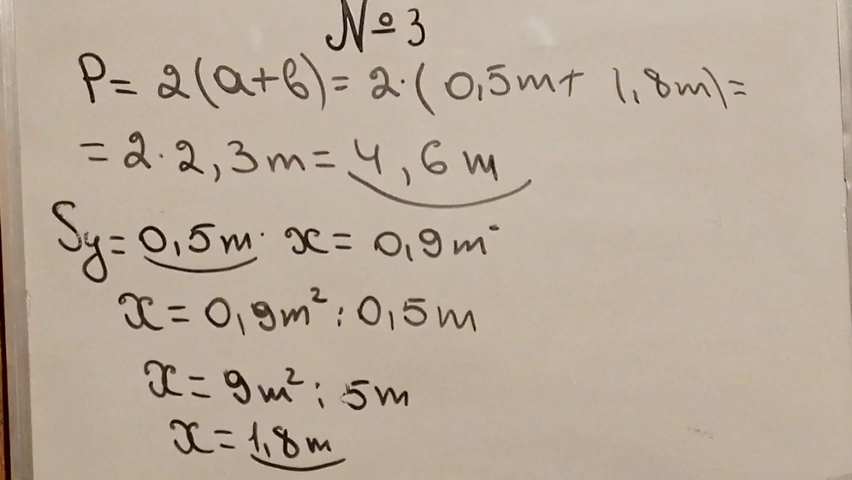 №3
P = 2(a+b) = 2·(0,5m + 1,8m) =
= 2·2,3m = 4,6m
Sy = 0,5m · x = 0,9m²
x = 0,9m² : 0,5m
x = 9m² : 5m
x = 1,8m